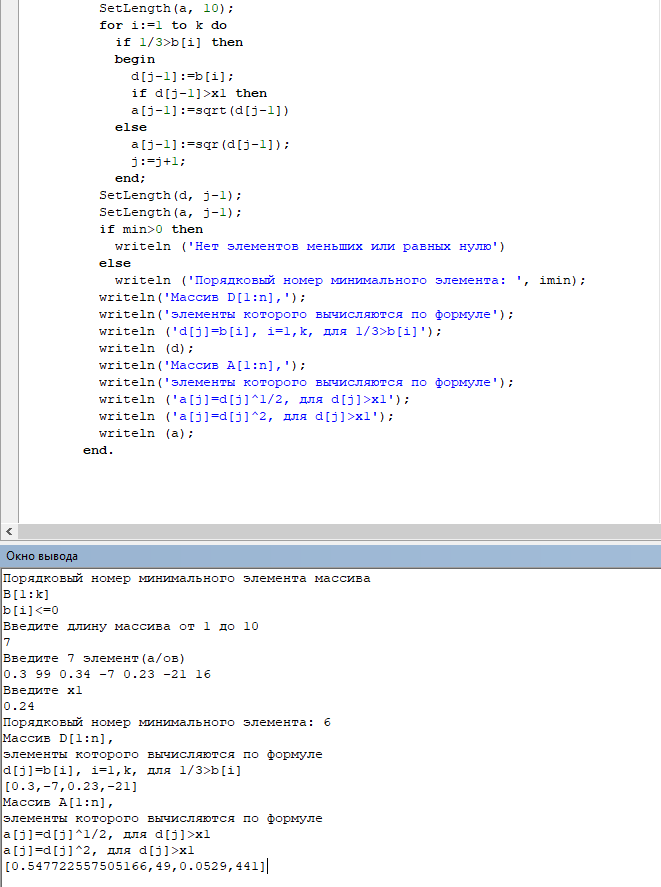 SetLength(a, 10);
for i:=1 to k do
if 1/3>b[i] then
begin
d[j-1]:=b[i];
if d[j-1]>x1 then
a[j-1]:=sqrt(d[j-1])
else
a[j-1]:=sqr(d[j-1]);
j:=j+1;
end;
SetLength(d, j-1);
SetLength(a, j-1);
if min>0 then
writeln ('Нет элементов меньших или равных нулю')
else
writeln ('Порядковый номер минимального элемента: ', imin);
writeln('Массив D[1:n],');
writeln('элементы которого вычисляются по формуле');
writeln ('d[j]=b[i], i=1,k, для 1/3>b[i]');
writeln (d);
writeln('Массив A[1:n],');
writeln('элементы которого вычисляются по формуле');
writeln ('a[j]=d[j]^1/2, для d[j]>x1');
writeln ('a[j]=d[j]^2, для d[j]>x1');
writeln (a);
end.
Окно вывода
Порядковый номер минимального элемента массива
B[1:k]
b[i]<=0
Введите длину массива от 1 до 10
7
Введите 7 элемент(а/ов)
0.3 99 0.34 -7 0.23 -21 16
Введите x1
0.24
Порядковый номер минимального элемента: 6
Массив D[1:n],
элементы которого вычисляются по формуле
d[j]=b[i], i=1,k, для 1/3>b[i]
[0.3,-7,0.23,-21]
Массив A[1:n],
элементы которого вычисляются по формуле
a[j]=d[j]^1/2, для d[j]>x1
a[j]=d[j]^2, для d[j]>x1
[0.547722557505166,49,0.0529,441]